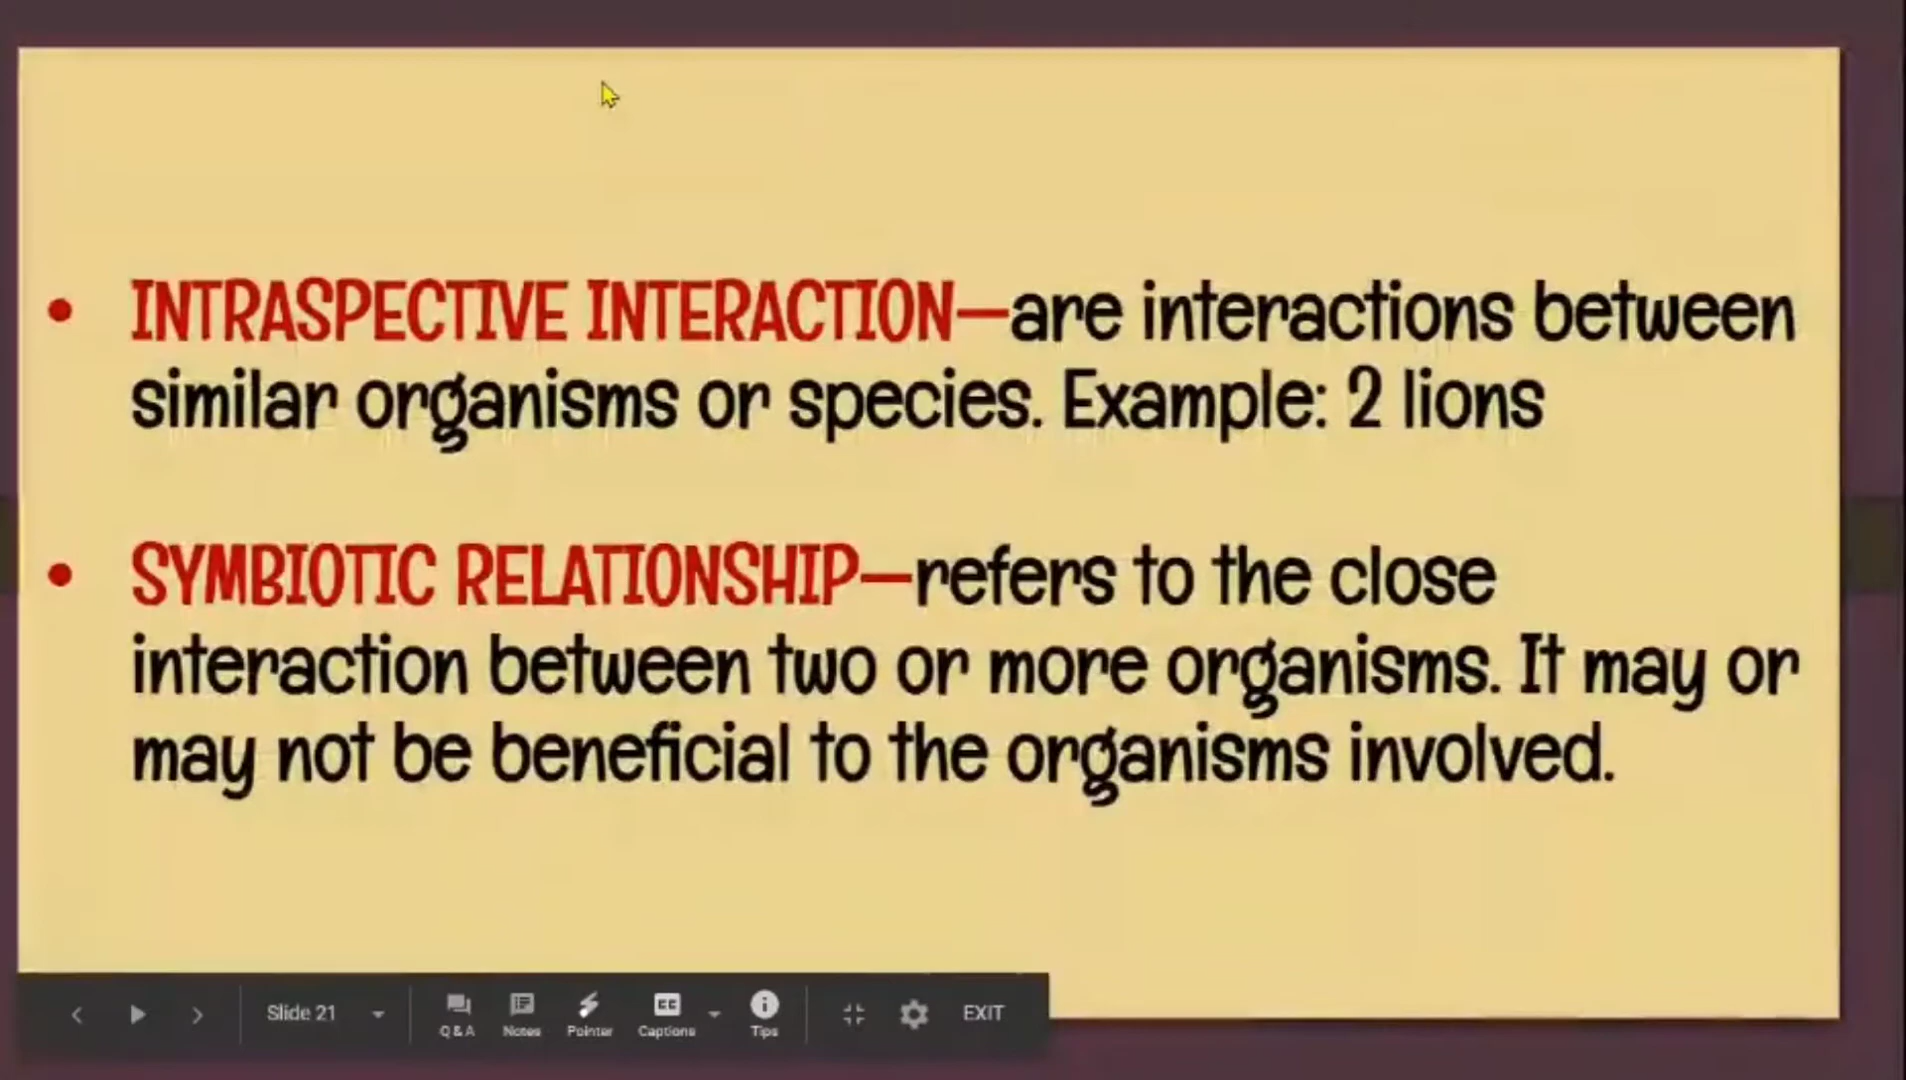 • INTRASPECTIVE INTERACTION—are interactions between
similar organisms or species. Example: 2 lions
• SYMBIOTIC RELATIONSHIP—refers to the close
interaction between two or more organisms. It may or
may not be beneficial to the organisms involved.
Slide 21
Q & A
Notes
Pointer
CC
Captions
Tips
EXIT